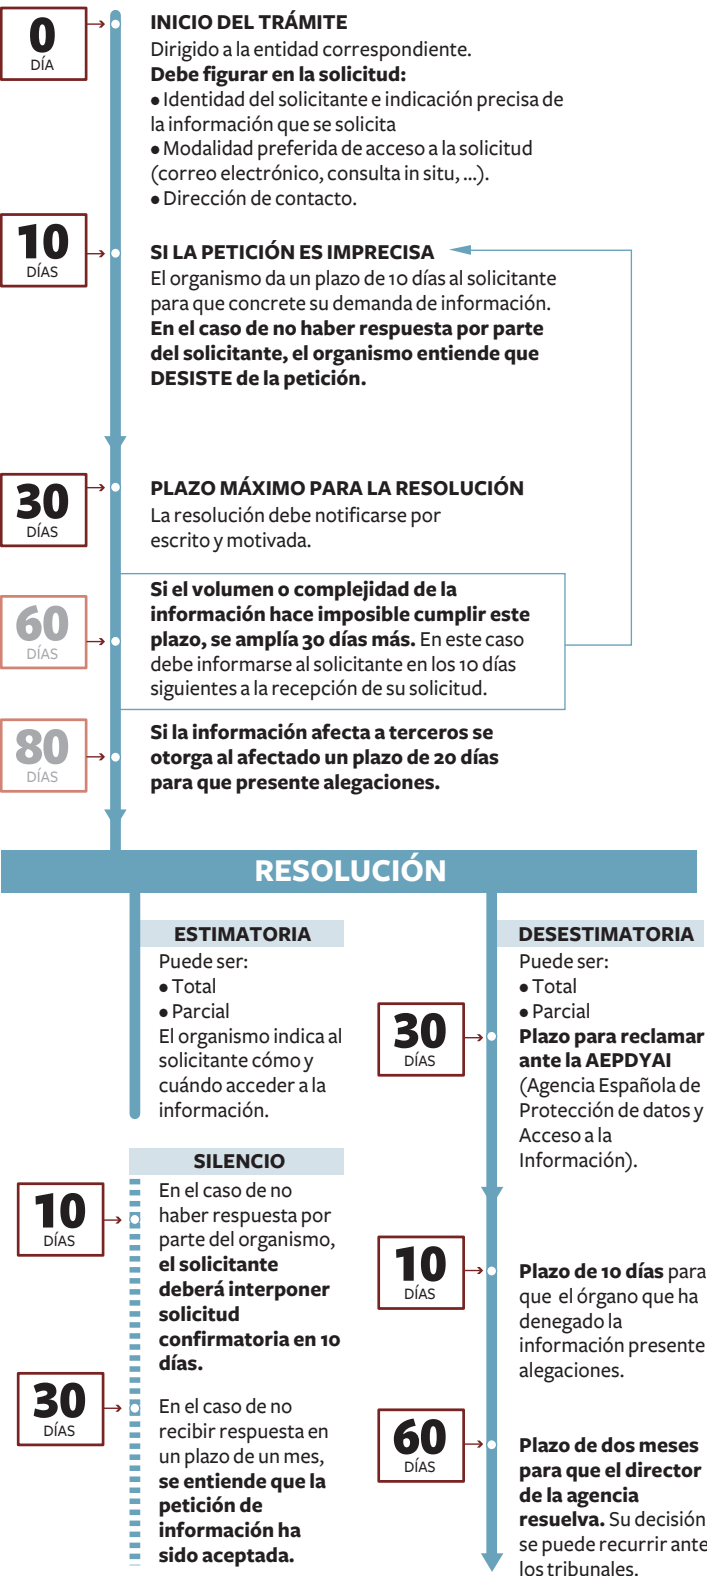 0
DÍA
INICIO DEL TRÁMITE
Dirigido a la entidad correspondiente.
Debe figurar en la solicitud:
● Identidad del solicitante e indicación precisa de
la información que se solicita
● Modalidad preferida de acceso a la solicitud
(correo electrónico, consulta in situ, ...).
● Dirección de contacto.
10
DÍAS
SI LA PETICIÓN ES IMPRECISA
El organismo da un plazo de 10 días al solicitante
para que concrete su demanda de información.
En el caso de no haber respuesta por parte
del solicitante, el organismo entiende que
DESISTE de la petición.
30
DÍAS
PLAZO MÁXIMO PARA LA RESOLUCIÓN
La resolución debe notificarse por
escrito y motivada.
60
DÍAS
Si el volumen o complejidad de la
información hace imposible cumplir este
plazo, se amplía 30 días más. En este caso
debe informarse al solicitante en los 10 días
siguientes a la recepción de su solicitud.
80
DÍAS
Si la información afecta a terceros se
otorga al afectado un plazo de 20 días
para que presente alegaciones.
RESOLUCIÓN
ESTIMATORIA
Puede ser:
● Total
● Parcial
El organismo indica al
solicitante cómo y
cuándo acceder a la
información.
SILENCIO
10
DÍAS
En el caso de no
haber respuesta por
parte del organismo,
el solicitante
deberá interponer
solicitud
confirmatoria en 10
días.
30
DÍAS
En el caso de no
recibir respuesta en
un plazo de un mes,
se entiende que la
petición de
información ha
sido aceptada.
DESESTIMATORIA
Puede ser:
● Total
● Parcial
30
DÍAS
Plazo para reclamar
ante la AEPDYAI
(Agencia Española de
Protección de datos y
Acceso a la
Información).
10
DÍAS
Plazo de 10 días para
que el órgano que ha
denegado la
información presente
alegaciones.
60
DÍAS
Plazo de dos meses
para que el director
de la agencia
resuelva. Su decisión
se puede recurrir ante
los tribunales.